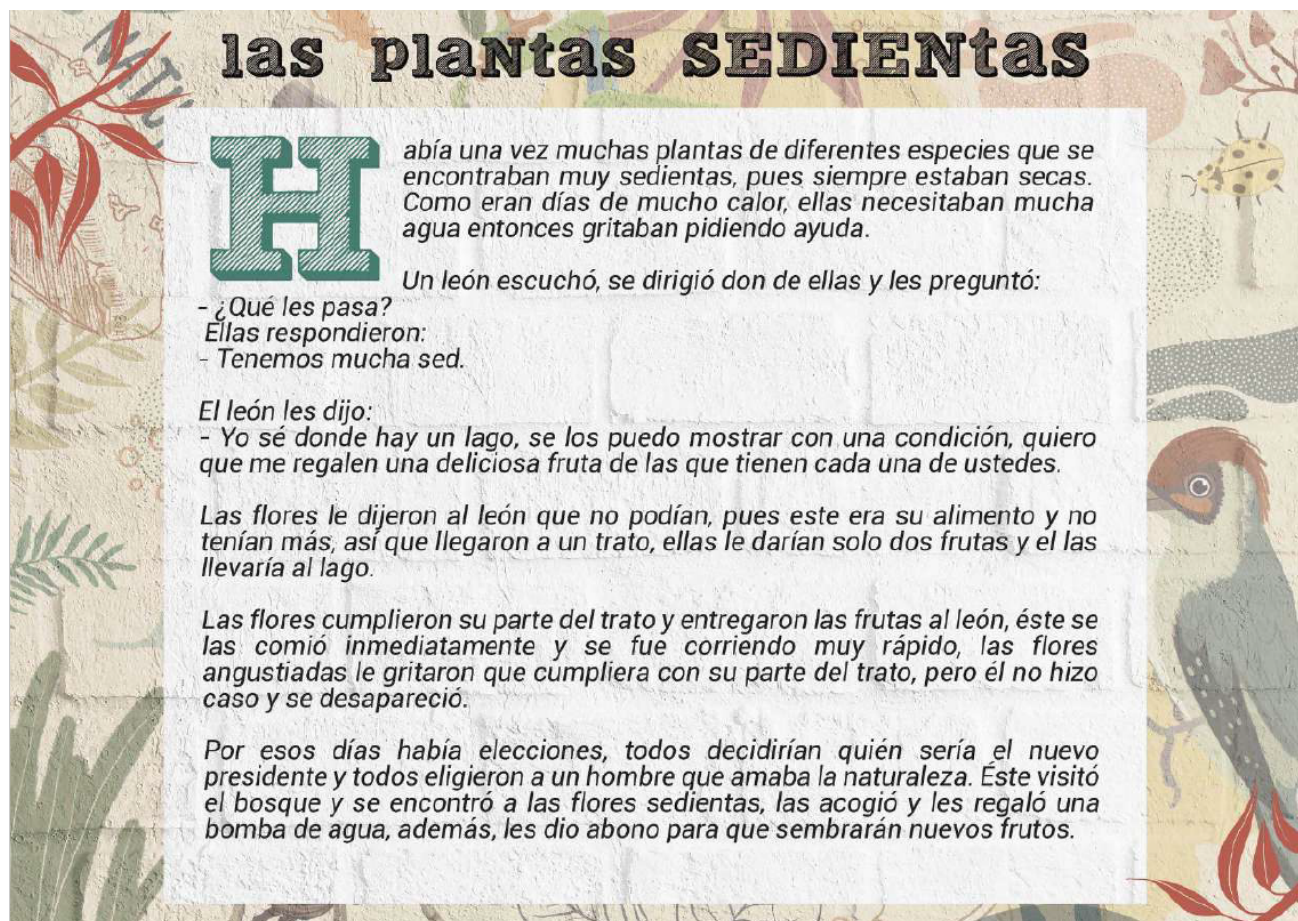 las plaNtas SEDIENtas
Había una vez muchas plantas de diferentes especies que se
encontraban muy sedientas, pues siempre estaban secas.
Como eran días de mucho calor, ellas necesitaban mucha
agua entonces gritaban pidiendo ayuda.
Un león escuchó, se dirigió don de ellas y les preguntó:
- ¿Qué les pasa?
Ellas respondieron:
- Tenemos mucha sed.
El león les dijo:
- Yo sé donde hay un lago, se los puedo mostrar con una condición, quiero
que me regalen una deliciosa fruta de las que tienen cada una de ustedes.
Las flores le dijeron al león que no podían, pues este era su alimento y no
tenían más, así que llegaron a un trato, ellas le darían solo dos frutas y el las
llevaría al lago.
Las flores cumplieron su parte del trato y entregaron las frutas al león, éste se
las comió inmediatamente y se fue corriendo muy rápido, las flores
angustiadas le gritaron que cumpliera con su parte del trato, pero él no hizo
caso y se desapareció.
Por esos días había elecciones, todos decidirían quién sería el nuevo
presidente y todos eligieron a un hombre que amaba la naturaleza. Éste visitó
el bosque y se encontró a las flores sedientas, las acogió y les regaló una
bomba de agua, además, les dio abono para que sembrarán nuevos frutos.